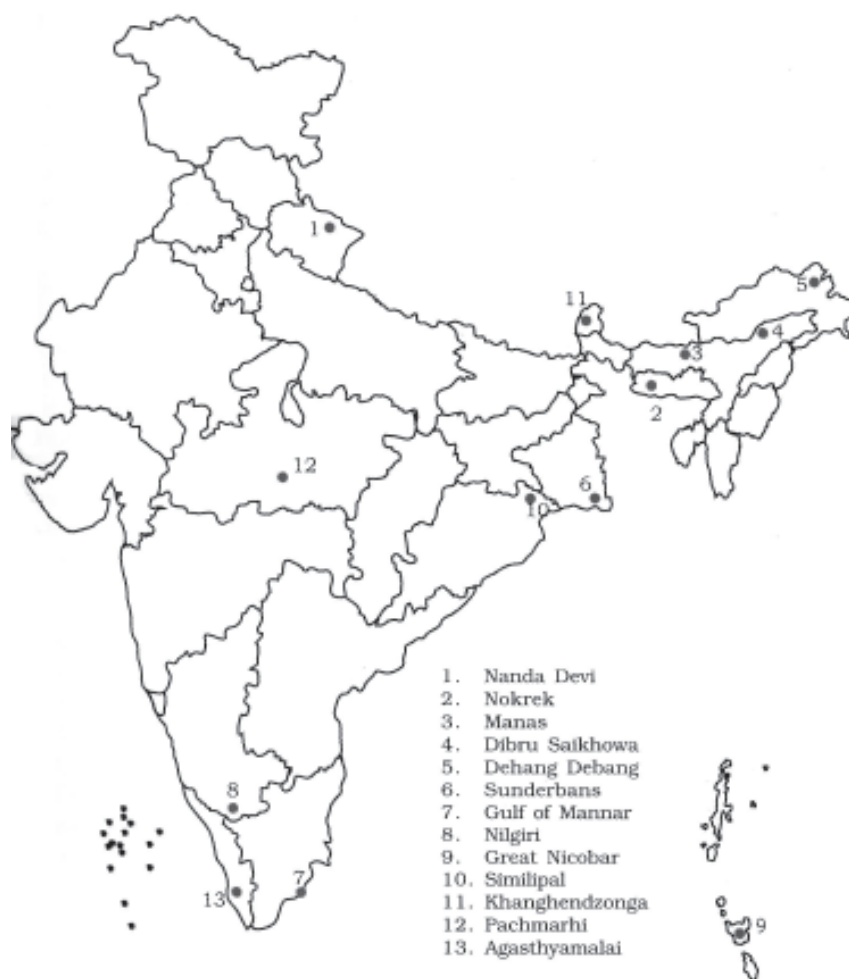 1
11
5
4
3
2
12
6
10
8
7
13
9
1. Nanda Devi
2. Nokrek
3. Manas
4. Dibru Saikhowa
5. Dehang Debang
6. Sunderbans
7. Gulf of Mannar
8. Nilgiri
9. Great Nicobar
10. Similipal
11. Khanghendzonga
12. Pachmarhi
13. Agasthyamalai